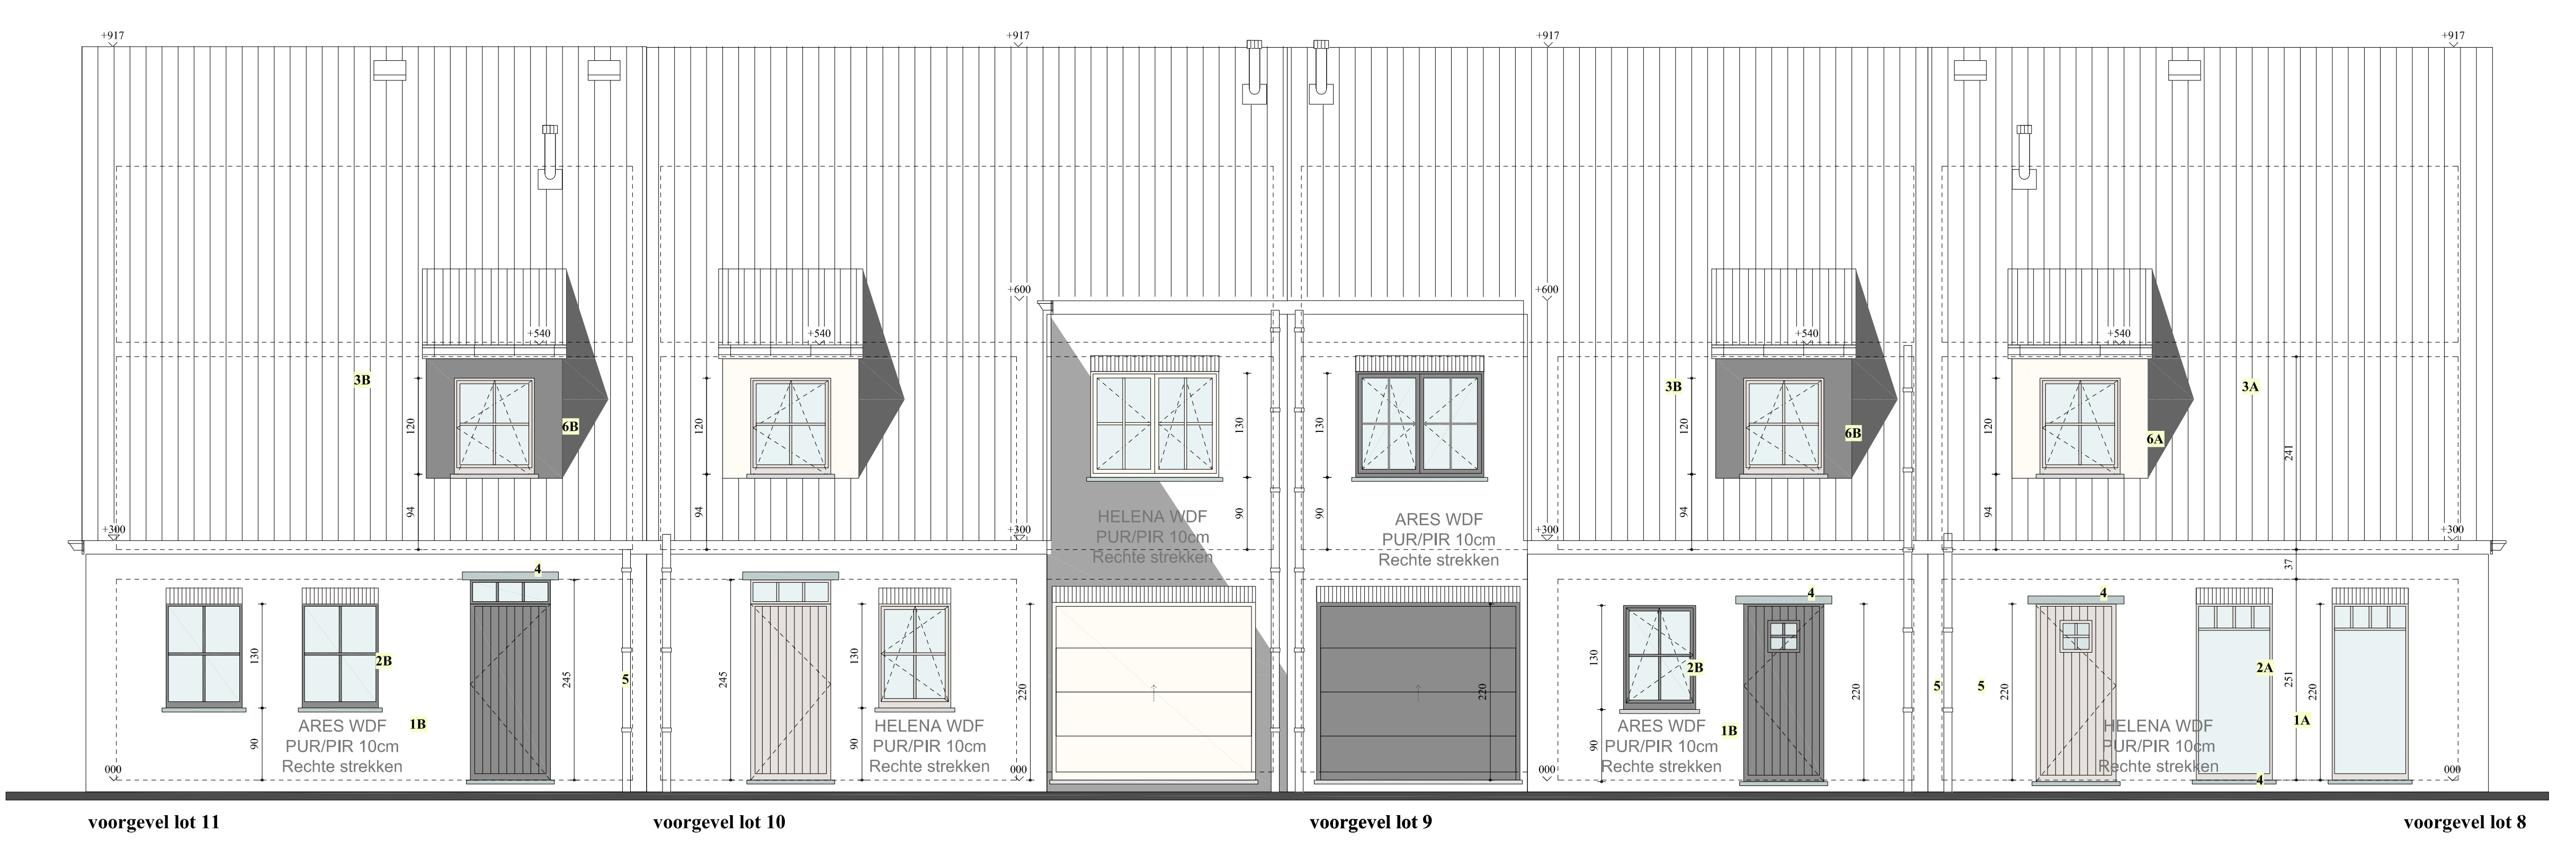 +917
+917
+917
+917
+600
+600
+540
+540
+540
+540
3B
3B
3A
120
120
130
130
120
120
6B
6B
6A
241
94
94
90
90
94
94
HELENA WDF
PUR/PIR 10cm
Rechte strekken
ARES WDF
PUR/PIR 10cm
Rechte strekken
+300
+300
+300
+300
37
4
4
4
130
2B
245
5
245
130
220
220
130
2B
220
5
5
220
2A
251
220
90
ARES WDF
PUR/PIR 10cm
Rechte strekken
1B
90
HELENA WDF
PUR/PIR 10cm
Rechte strekken
90
ARES WDF
PUR/PIR 10cm
Rechte strekken
1B
HELENA WDF
PUR/PIR 10cm
Rechte strekken
1A
000
000
000
4
000
voorgevel lot 11
voorgevel lot 10
voorgevel lot 9
voorgevel lot 8